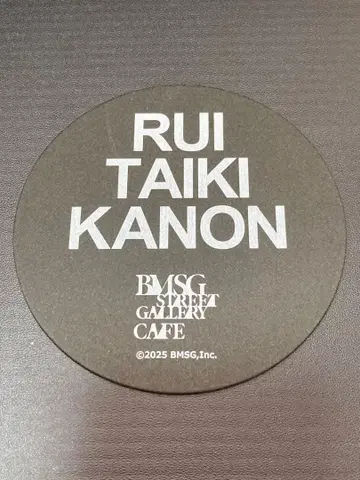 RUI
TAIKI
KANON
BMSG
STREET
GALLERY
CAFE
©2025 BMSG,Inc.